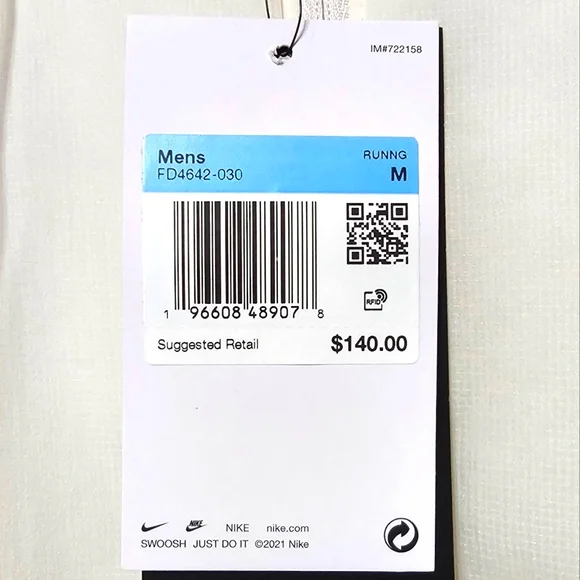 IM#722158
Mens RUNNG
FD4642-030 M
1 96608 48907 8
RFID
Suggested Retail $140.00
NIKE
NIKE nike.com
SWOOSH JUST DO IT ©2021 Nike